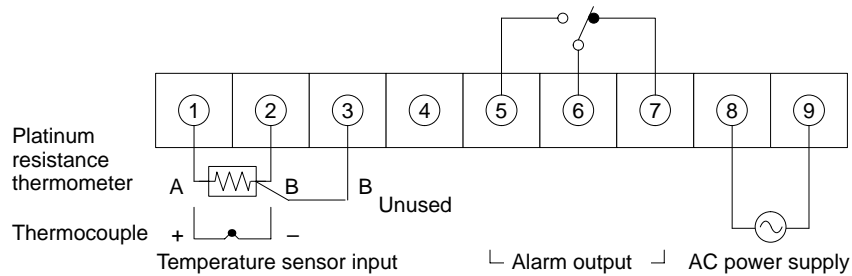 1 2 3 4 5 6 7 8 9
Platinum
resistance
thermometer
A B B
Unused
Thermocouple + –
Temperature sensor input Alarm output AC power supply